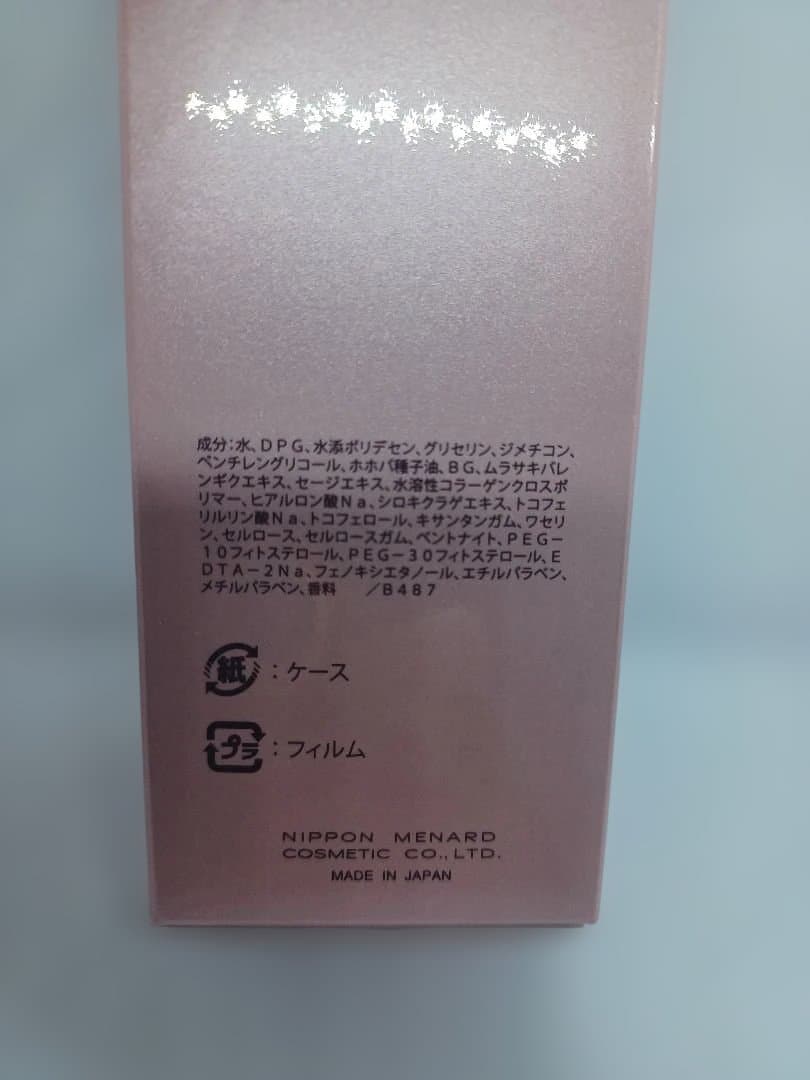 成分:水、DPG、水添ポリデセン、グリセリン、ジメチコン、
ペンチレングリコール、ホホバ種子油、BG、ムラサキバレ
ンギクエキス、セージエキス、水溶性コラーゲンクロスポ
リマー、ヒアルロン酸Na、シロキクラゲエキス、トコフェ
リルリン酸Na、トコフェロール、キサンタンガム、ワセリ
ン、セルロース、セルロースガム、ベントナイト、PEG-
10フィトステロール、PEG-30フィトステロール、E
DTA-2Na、フェノキシエタノール、エチルパラベン、
メチルパラベン、香料 /B487
紙:ケース
プラ:フィルム
NIPPON MENARD
COSMETIC CO.,LTD.
MADE IN JAPAN